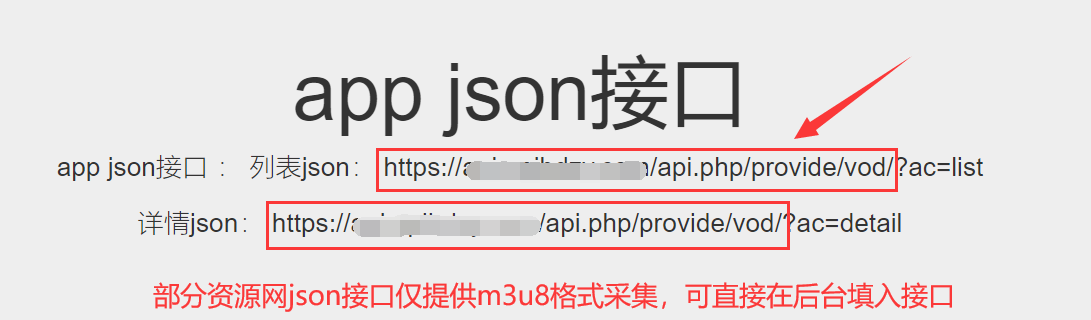 app json接口
app json接口 ： 列表json： https:// /api.php/provide/vod/?ac=list
详情json： https:// /api.php/provide/vod/?ac=detail
部分资源网json接口仅提供m3u8格式采集，可直接在后台填入接口